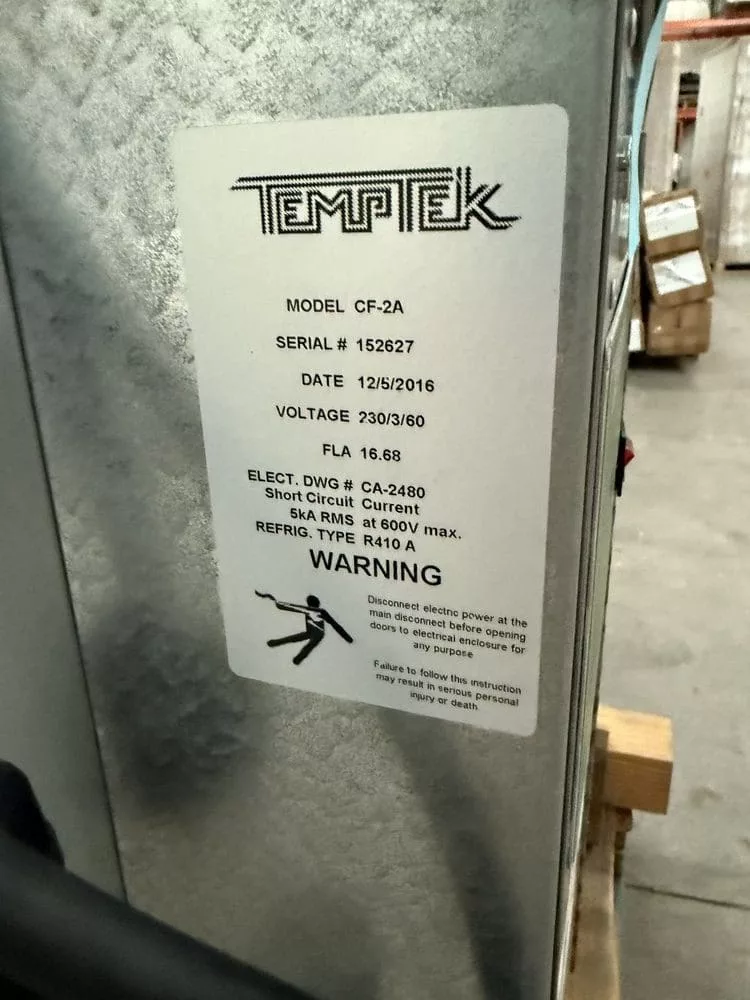 TEMPTEK
MODEL CF-2A
SERIAL # 152627
DATE 12/5/2016
VOLTAGE 230/3/60
FLA 16.68
ELECT. DWG # CA-2480
Short Circuit Current
5kA RMS at 600V max.
REFRIG. TYPE R410 A
WARNING
Disconnect electric power at the
main disconnect before opening
doors to electrical enclosure for
any purpose
Failure to follow this instruction
may result in serious personal
injury or death